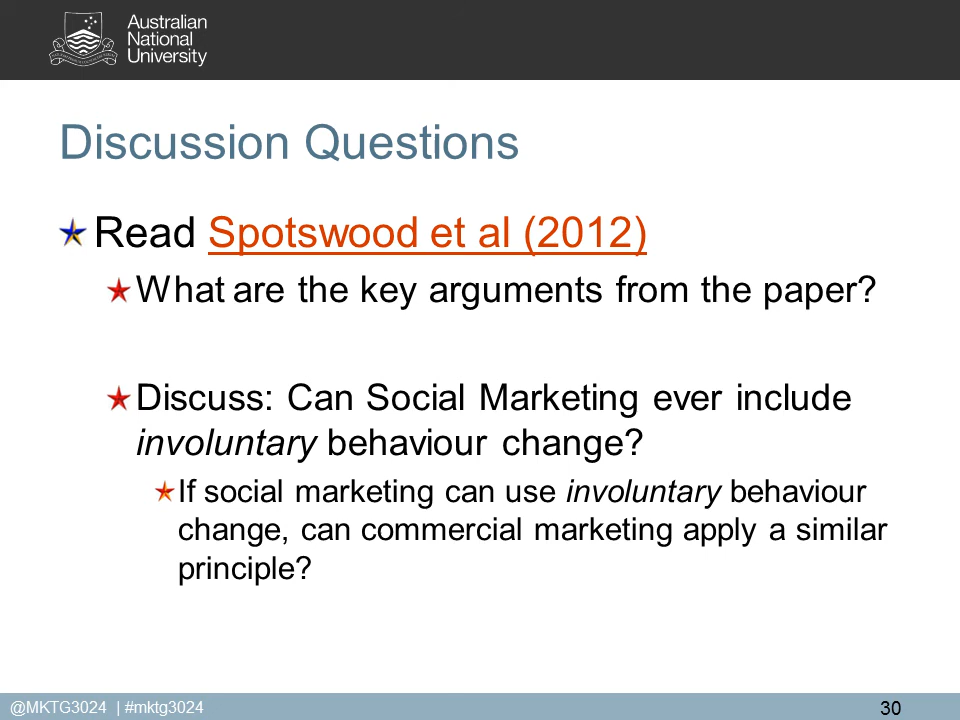 Australian
National
University
Discussion Questions
Read Spotswood et al (2012)
What are the key arguments from the paper?
Discuss: Can Social Marketing ever include
involuntary behaviour change?
If social marketing can use involuntary behaviour
change, can commercial marketing apply a similar
principle?
@MKTG3024 | #mktg3024
30